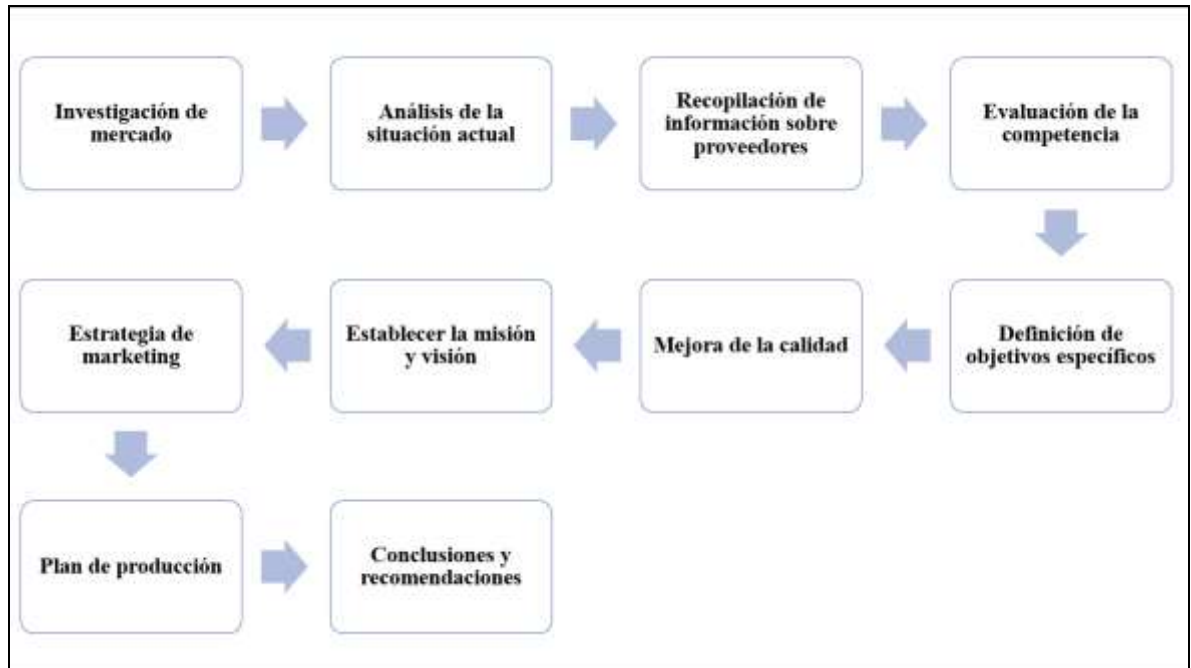 Investigación de
mercado
Análisis de la
situación actual
Recopilación de
información sobre
proveedores
Evaluación de la
competencia
Definición de
objetivos específicos
Mejora de la calidad
Establecer la misión
y visión
Estrategia de
marketing
Plan de producción
Conclusiones y
recomendaciones